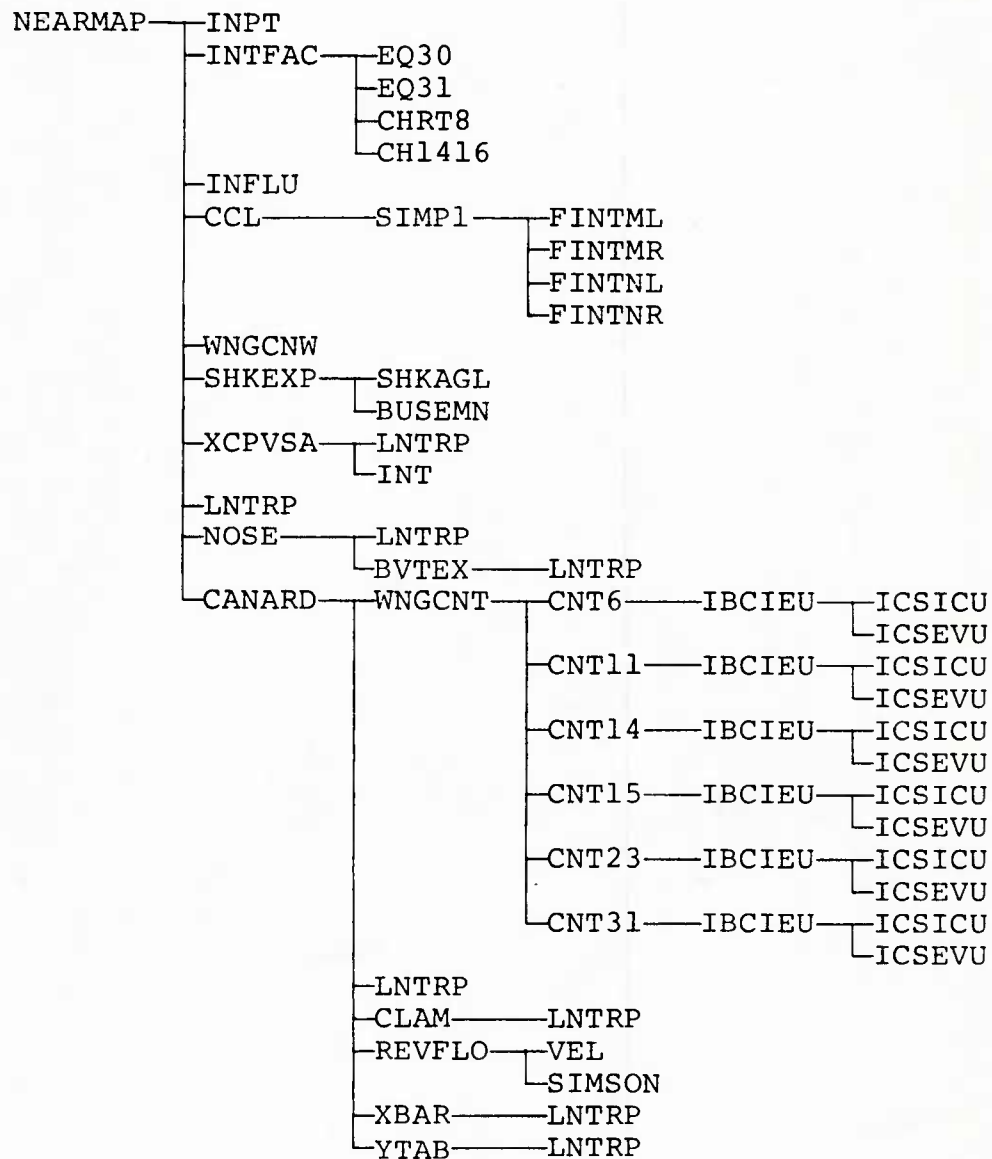 NEARMAP INPT
INTFAC EQ30
EQ31
CHRT8
CH1416
INFLU
CCL SIMP1 FINTML
FINTMR
FINTNL
FINTNR
WNGCNW
SHKEXP SHKAGL
BUSEMN
XCPVSA LNTRP
INT
LNTRP
NOSE LNTRP
BVTEX LNTRP
CANARD WNGCNT CNT6 IBCIEU ICSICU
ICSEVU
CNT11 IBCIEU ICSICU
ICSEVU
CNT14 IBCIEU ICSICU
ICSEVU
CNT15 IBCIEU ICSICU
ICSEVU
CNT23 IBCIEU ICSICU
ICSEVU
CNT31 IBCIEU ICSICU
ICSEVU
LNTRP
CLAM LNTRP
REVFLO VEL
SIMSON
XBAR LNTRP
YTAB LNTRP